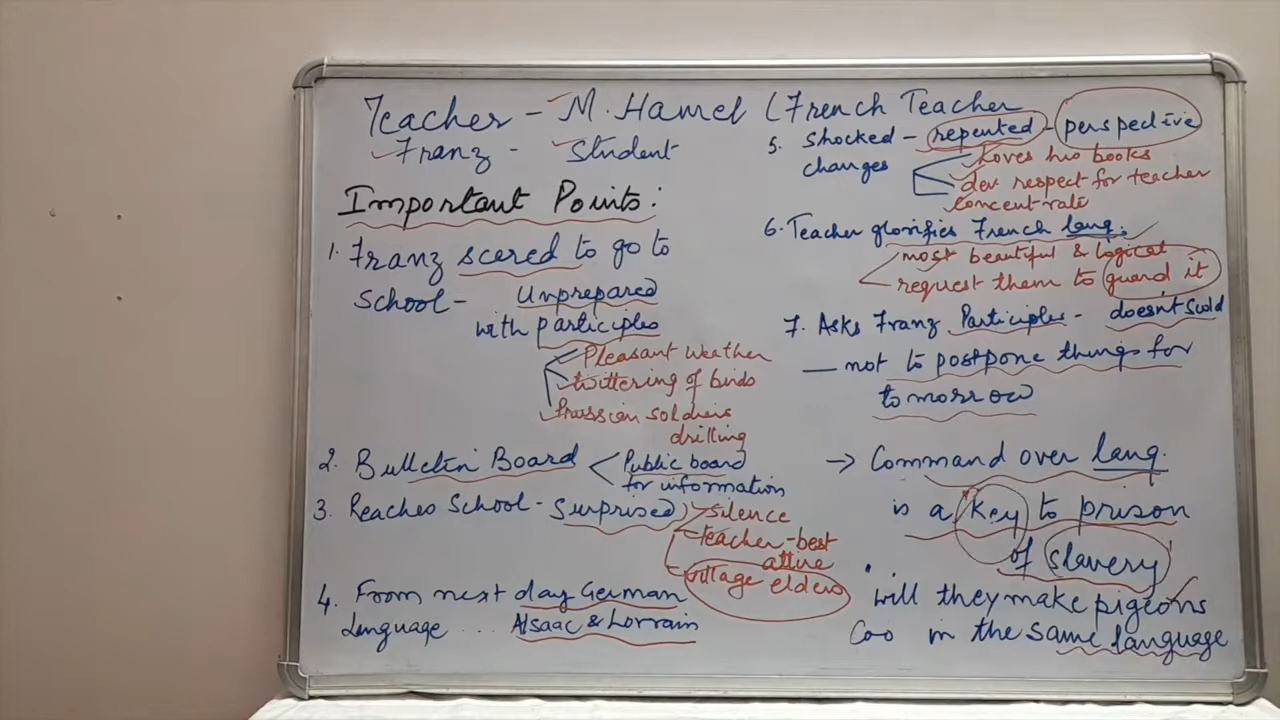 Teacher - M. Hamel (French Teacher
Franz - Student
Important Points:
1. Franz scared to go to
School - Unprepared
with participles
Pleasant weather
twittering of birds
Prussian soldiers
drilling
2. Bulletin Board < Public board
for information
3. Reaches School - Surprised silence
teacher - best
attire
village elders
4. From next day German
Language ... Alsaac & Lorrain
5. Shocked - repented - perspective
changes
Loves his books
dev respect for teacher
concentrate
6. Teacher glorifies French lang.
most beautiful & logical
request them to guard it
7. Asks Franz Participles - doesn't scold
- not to postpone things for
tomorrow
→ Command over lang.
is a key to prison
of slavery
"will they make pigeons
Coo in the same language